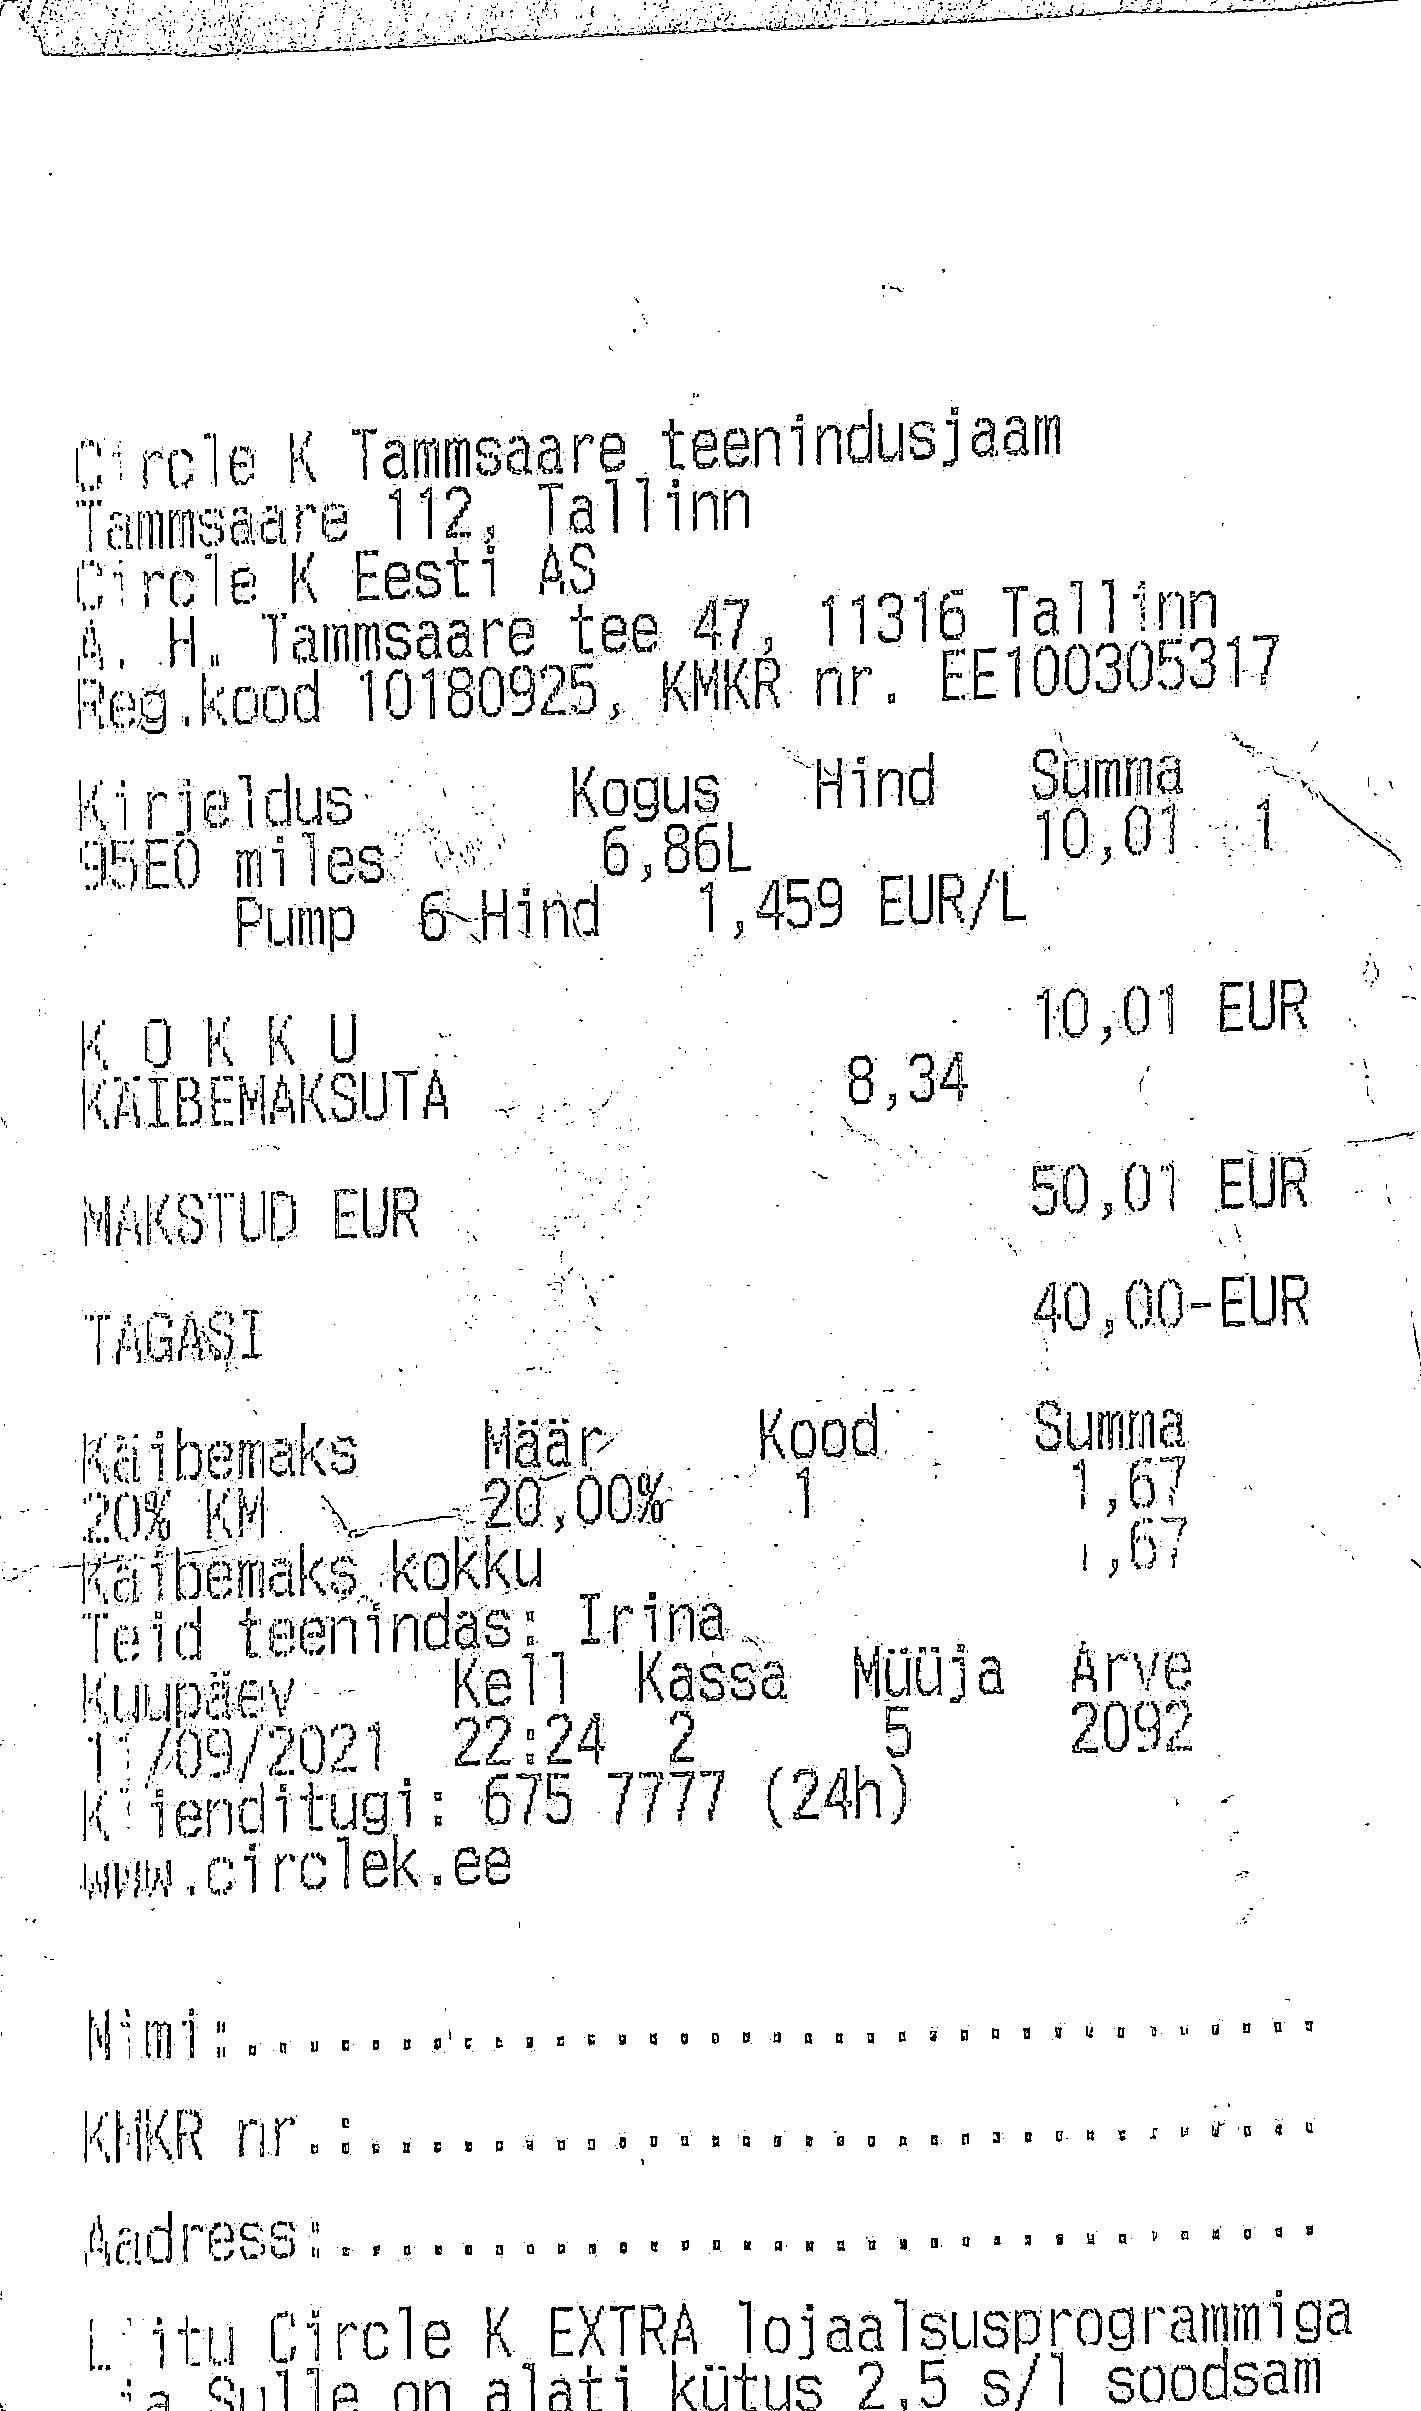 Circle K Tammsaare teenindusjaam
Tammsaare 112, Tallinn
Circle K Eesti AS
A. H. Tammsaare tee 47, 11316 Tallinn
Reg.kood 10180925, KMKR nr. EE100305317
Kirjeldus Kogus Hind Summa
95E0 miles 6,86L 10,01 1
Pump 6 Hind 1,459 EUR/L
K O K K U 10,01 EUR
KÄIBEMAKSUTA 8,34
MAKSTUD EUR 50,01 EUR
TAGASI 40,00-EUR
Käibemaks Määr Kood Summa
20% KM 20,00% 1 1,67
Käibemaks kokku 1,67
Teid teenindas: Irina
Kuupäev Kell Kassa Müüja Arve
11/09/2021 22:24 2 5 2092
Klienditugi: 675 7777 (24h)
www.circlek.ee
Nimi:...................................
KMKR nr.:................................
Aadress:................................
Liitu Circle K EXTRA lojaalsusprogrammiga
ja Sulle on alati kütus 2,5 s/l soodsam